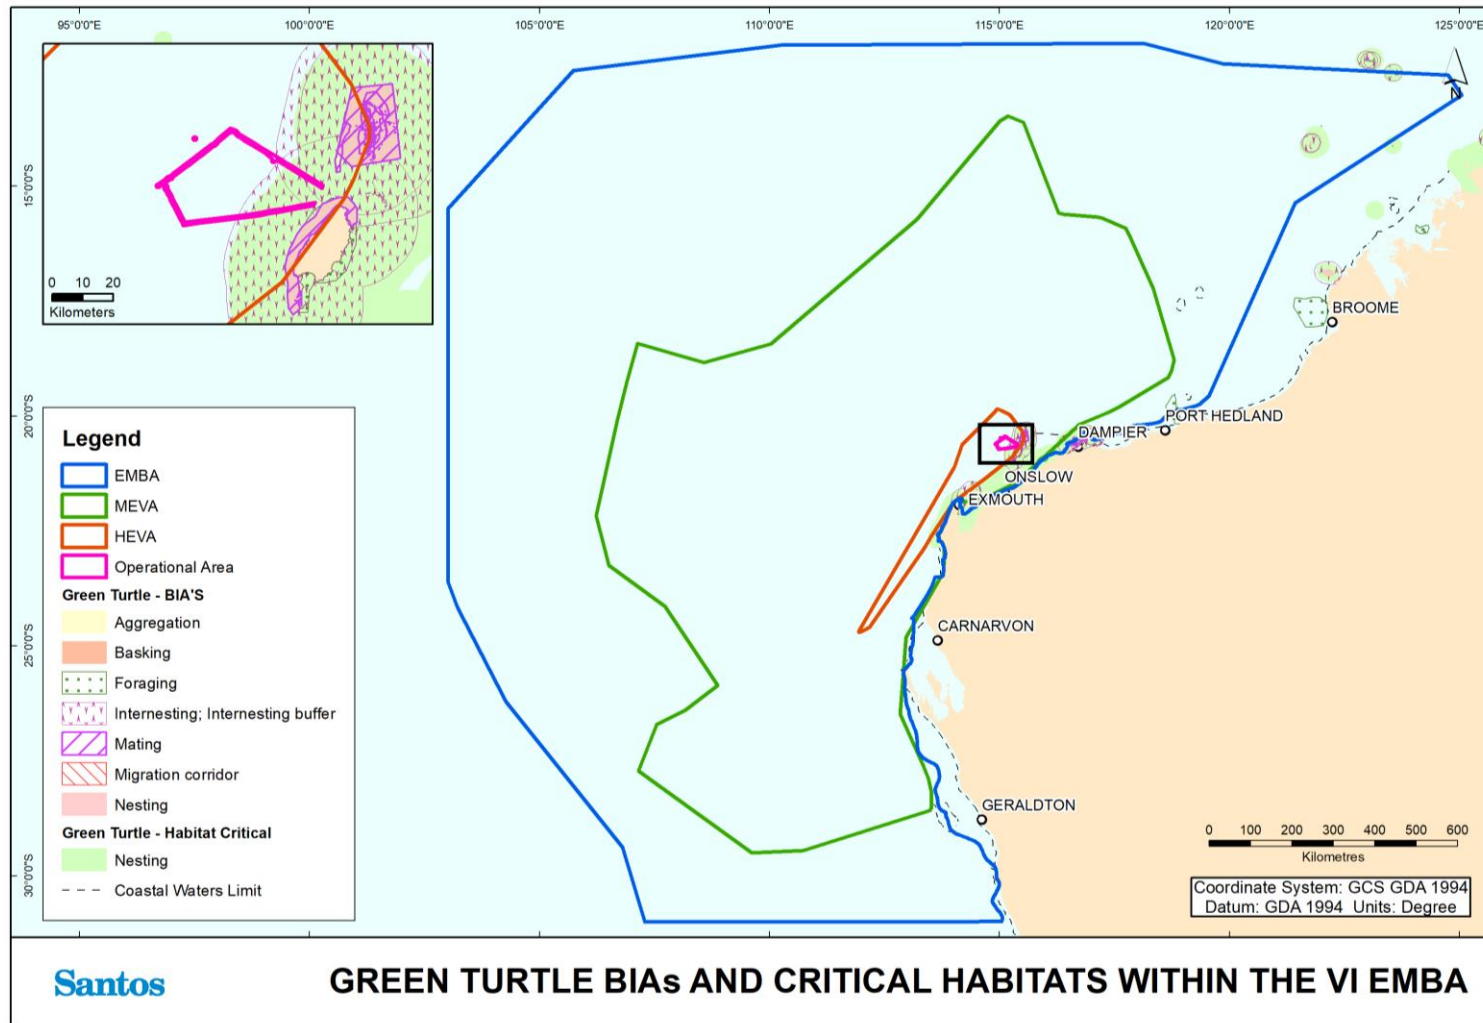 95°0'0"E
100°0'0"E
105°0'0"E
110°0'0"E
115°0'0"E
120°0'0"E
125°0'0"E
15°0'0"S
20°0'0"S
25°0'0"S
30°0'0"S
0 10 20
Kilometers
N
BROOME
PORT HEDLAND
DAMPIER
ONSLOW
EXMOUTH
CARNARVON
GERALDTON
Legend
EMBA
MEVA
HEVA
Operational Area
Green Turtle - BIA'S
Aggregation
Basking
Foraging
Internesting; Internesting buffer
Mating
Migration corridor
Nesting
Green Turtle - Habitat Critical
Nesting
Coastal Waters Limit
0 100 200 300 400 500 600
Kilometres
Coordinate System: GCS GDA 1994
Datum: GDA 1994 Units: Degree
Santos
GREEN TURTLE BIAs AND CRITICAL HABITATS WITHIN THE VI EMBA